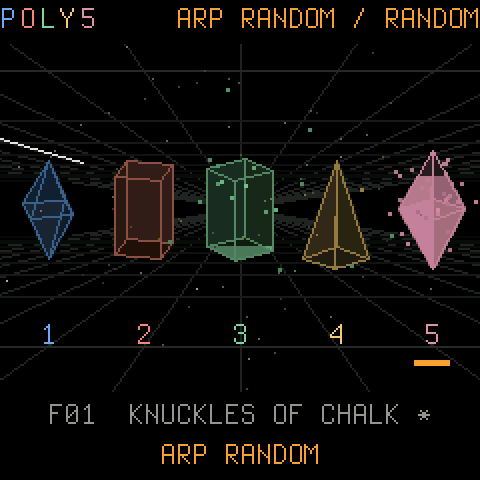 POLY5 ARP RANDOM / RANDOM
1 2 3 4 5
F01 KNUCKLES OF CHALK *
ARP RANDOM